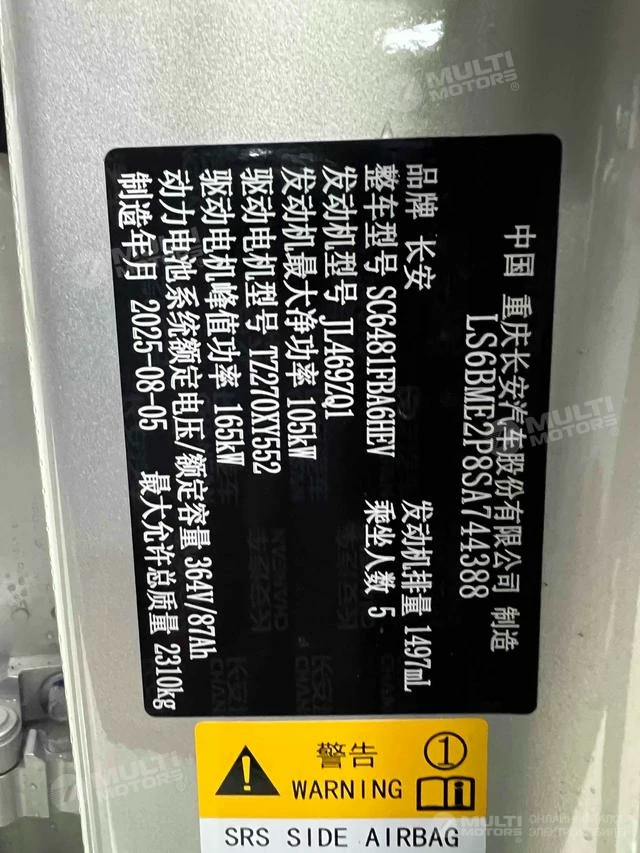 中国 重庆长安汽车股份有限公司 制造
LS6BME2P8SA744388
品牌 长安
整车型号 SC6481FBA6HEV 乘坐人数 5
发动机型号 JL469ZQ1 发动机排量 1497mL
发动机最大净功率 105kW
驱动电机型号 TZ270XY552
驱动电机峰值功率 165kW
动力电池系统额定电压/额定容量 364V/87Ah
制造年月 2025-08-05 最大允许总质量 2310kg
警告 1
WARNING
SRS SIDE AIRBAG
MULTI MOTORS®
MULTI MOTORS ОНЛАЙН-КАТАЛОГ ЭЛЕКТРОМОБИЛЕЙ